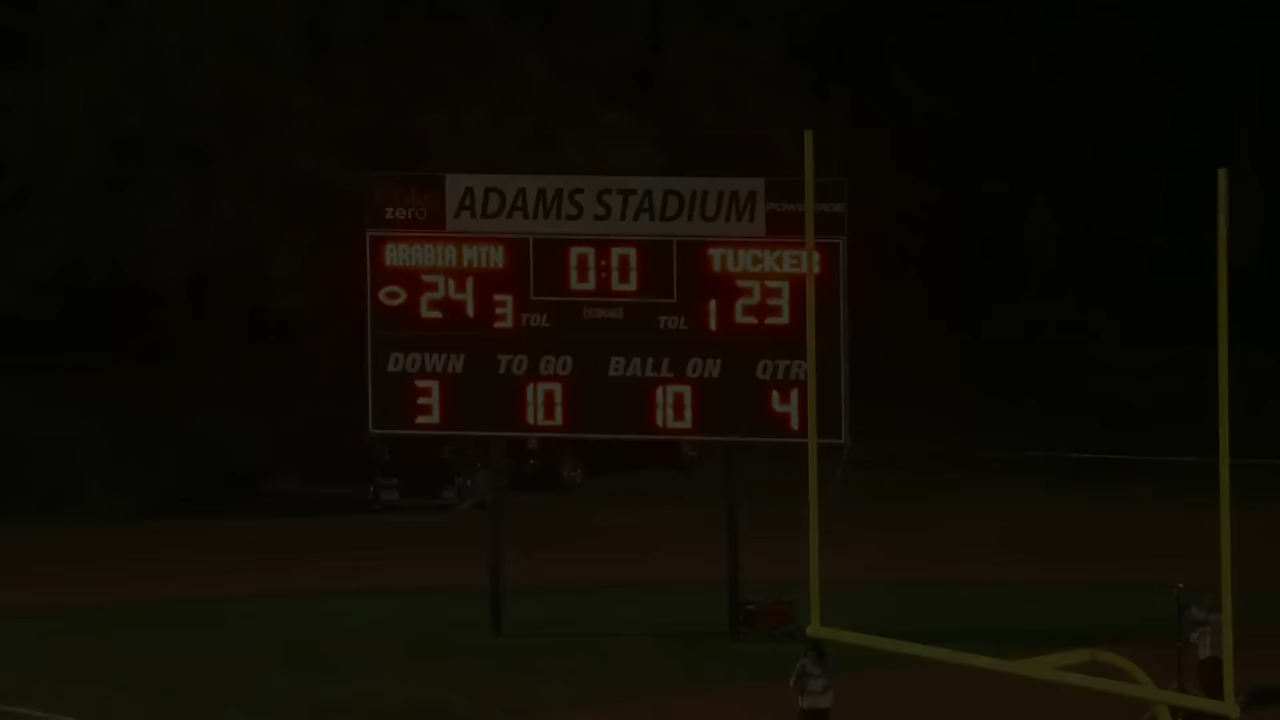 zero ADAMS STADIUM POWERADE
ARABIA MTN 0:0 TUCKER
24 3 TOL TOL 1 23
DOWN TO GO BALL ON QTR
3 10 10 4